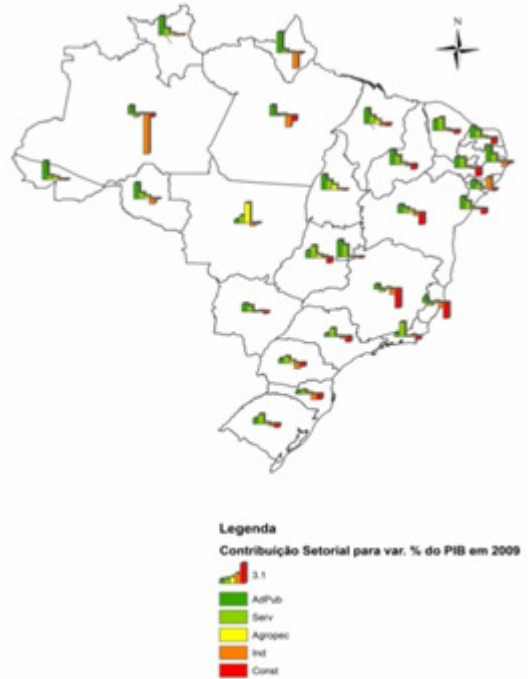 N
Legenda
Contribuição Setorial para var. % do PIB em 2009
3.1
AdPub
Serv
Agropec
Ind
Const